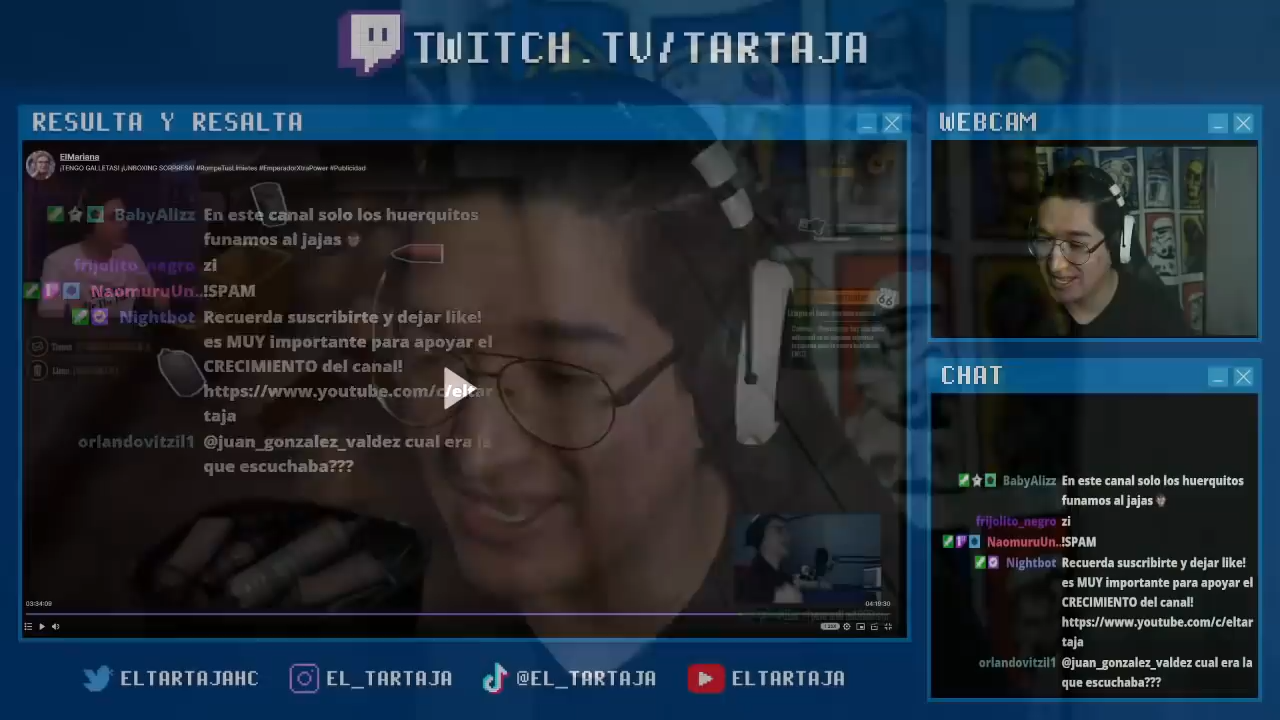 TWITCH.TV/TARTAJA
RESULTA Y RESALTA
ElMariana
¡TENGO GALLETAS! ¡UNBOXING SORPRESA! #RompeTusLímietes #EmperadorXtraPower #Publicidad
BabyAlizz En este canal solo los huerquitos
funamos al jajas
frijolito_negro zi
NaomuruUn..!SPAM
Nightbot Recuerda suscribirte y dejar like!
es MUY importante para apoyar el
CRECIMIENTO del canal!
https://www.youtube.com/c/eltar
taja
orlandovitzil1 @juan_gonzalez_valdez cual era la
que escuchaba???
66
03:34:09
04:19:30
WEBCAM
CHAT
BabyAlizz En este canal solo los huerquitos
funamos al jajas
frijolito_negro zi
NaomuruUn..!SPAM
Nightbot Recuerda suscribirte y dejar like!
es MUY importante para apoyar el
CRECIMIENTO del canal!
https://www.youtube.com/c/eltar
taja
orlandovitzil1 @juan_gonzalez_valdez cual era la
que escuchaba???
ELTARTAJAHC EL_TARTAJA @EL_TARTAJA ELTARTAJA